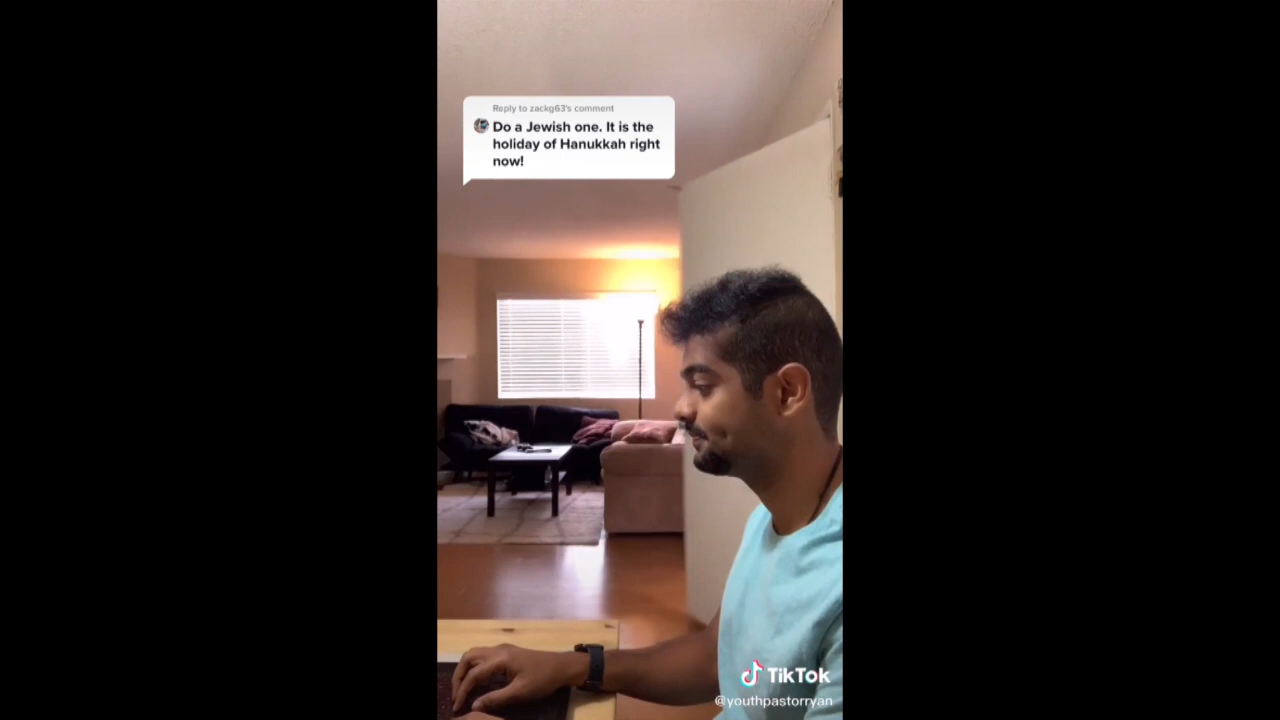 Reply to zackg63's comment
Do a Jewish one. It is the
holiday of Hanukkah right
now!
TikTok
@youthpastorryan